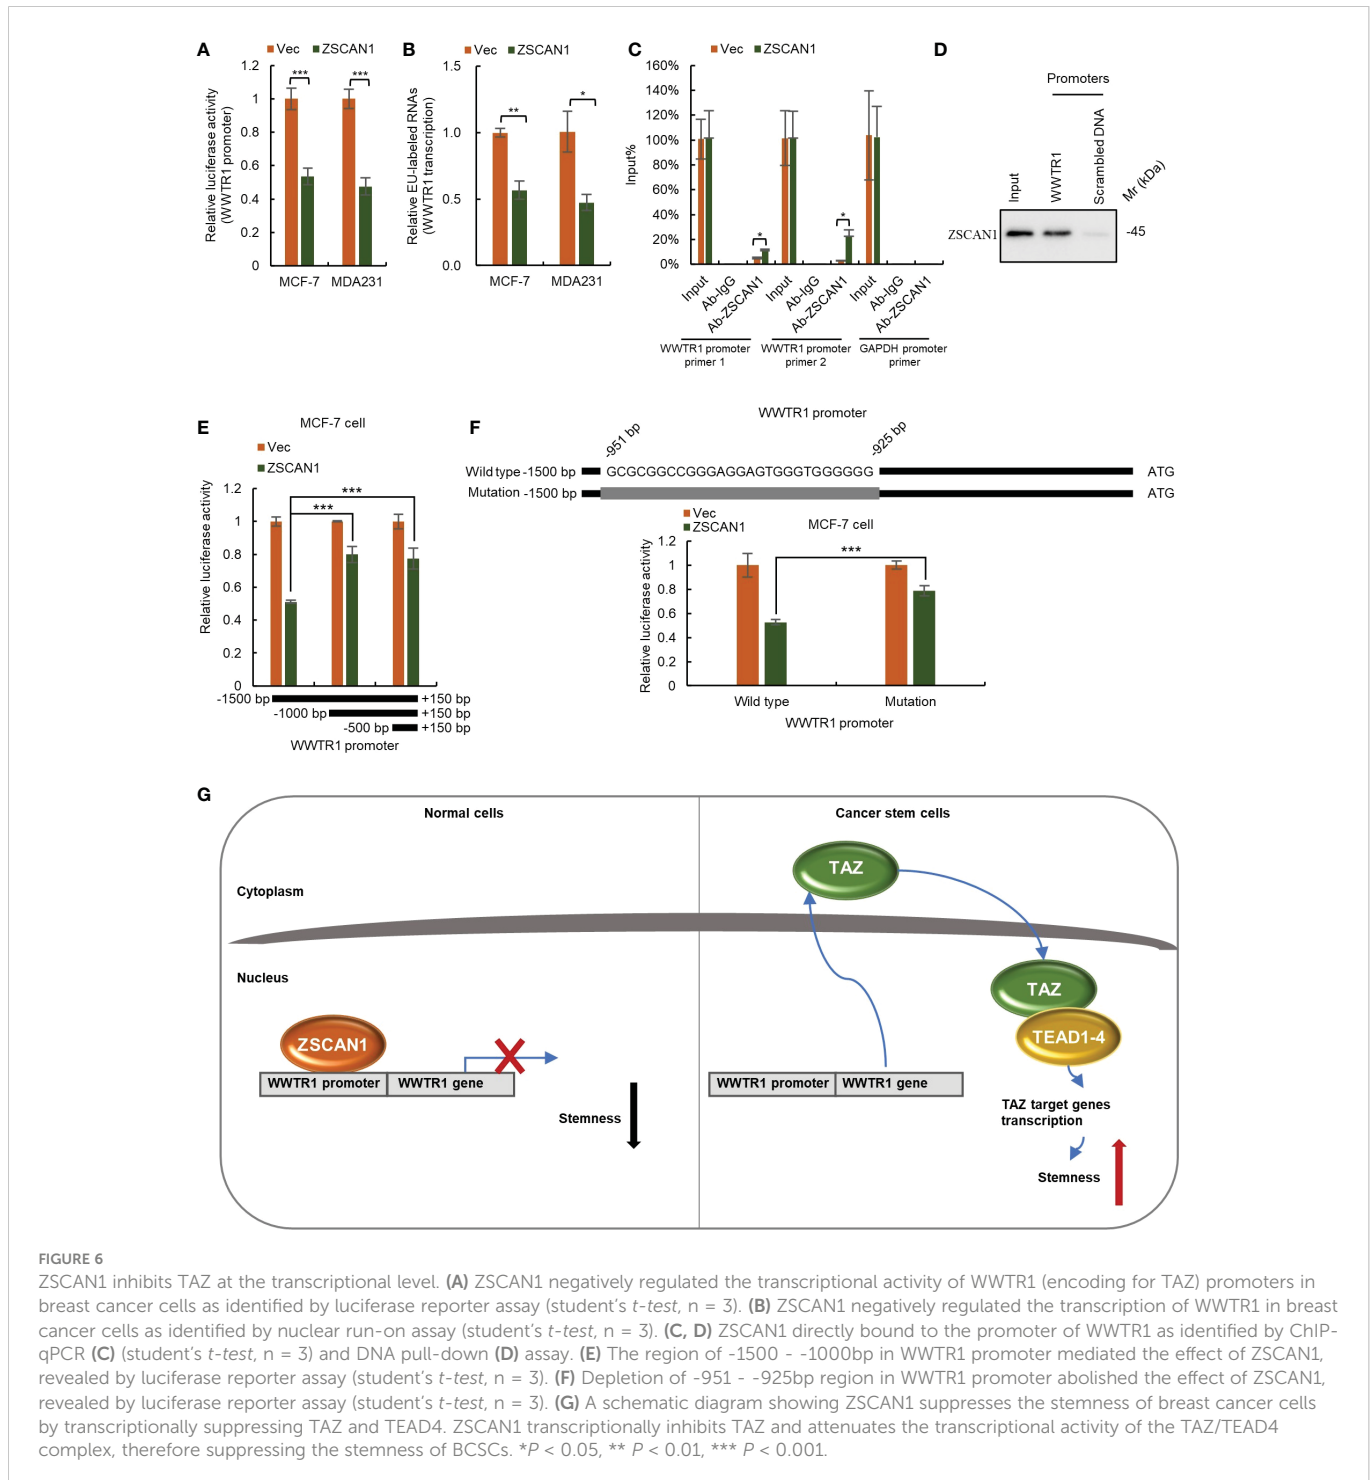 A
Vec ZSCAN1
Relative luciferase activity
(WWTR1 promoter)
1.2
1
0.8
0.6
0.4
0.2
0
***
***
MCF-7 MDA231
B
Vec ZSCAN1
Relative EU-labeled RNAs
(WWTR1 transcription)
1.5
1.0
0.5
0.0
**
*
MCF-7 MDA231
C
Vec ZSCAN1
Input%
160%
140%
120%
100%
80%
60%
40%
20%
0%
*
*
Input Ab-IgG Ab-ZSCAN1 Input Ab-IgG Ab-ZSCAN1 Input Ab-IgG Ab-ZSCAN1
WWTR1 promoter primer 1
WWTR1 promoter primer 2
GAPDH promoter primer
D
Promoters
Input WWTR1 Scrambled DNA Mr (kDa)
ZSCAN1 -45
E
MCF-7 cell
Vec
ZSCAN1
Relative luciferase activity
1.2
1
0.8
0.6
0.4
0.2
0
***
***
-1500 bp +150 bp
-1000 bp +150 bp
-500 bp +150 bp
WWTR1 promoter
F
WWTR1 promoter
-951 bp -925 bp
Wild type -1500 bp GCGCGGCCGGGAGGAGTGGGTGGGGGG ATG
Mutation -1500 bp ATG
Vec
ZSCAN1
MCF-7 cell
Relative luciferase activity
1.2
1
0.8
0.6
0.4
0.2
0
***
Wild type Mutation
WWTR1 promoter
G
Normal cells
Cancer stem cells
Cytoplasm
TAZ
Nucleus
TAZ
TEAD1-4
ZSCAN1
WWTR1 promoter WWTR1 gene
WWTR1 promoter WWTR1 gene
Stemness
TAZ target genes
transcription
Stemness
FIGURE 6
ZSCAN1 inhibits TAZ at the transcriptional level. (A) ZSCAN1 negatively regulated the transcriptional activity of WWTR1 (encoding for TAZ) promoters in
breast cancer cells as identified by luciferase reporter assay (student's t-test, n = 3). (B) ZSCAN1 negatively regulated the transcription of WWTR1 in breast
cancer cells as identified by nuclear run-on assay (student's t-test, n = 3). (C, D) ZSCAN1 directly bound to the promoter of WWTR1 as identified by ChIP-
qPCR (C) (student's t-test, n = 3) and DNA pull-down (D) assay. (E) The region of -1500 - -1000bp in WWTR1 promoter mediated the effect of ZSCAN1,
revealed by luciferase reporter assay (student's t-test, n = 3). (F) Depletion of -951 - -925bp region in WWTR1 promoter abolished the effect of ZSCAN1,
revealed by luciferase reporter assay (student's t-test, n = 3). (G) A schematic diagram showing ZSCAN1 suppresses the stemness of breast cancer cells
by transcriptionally suppressing TAZ and TEAD4. ZSCAN1 transcriptionally inhibits TAZ and attenuates the transcriptional activity of the TAZ/TEAD4
complex, therefore suppressing the stemness of BCSCs. *P < 0.05, ** P < 0.01, *** P < 0.001.